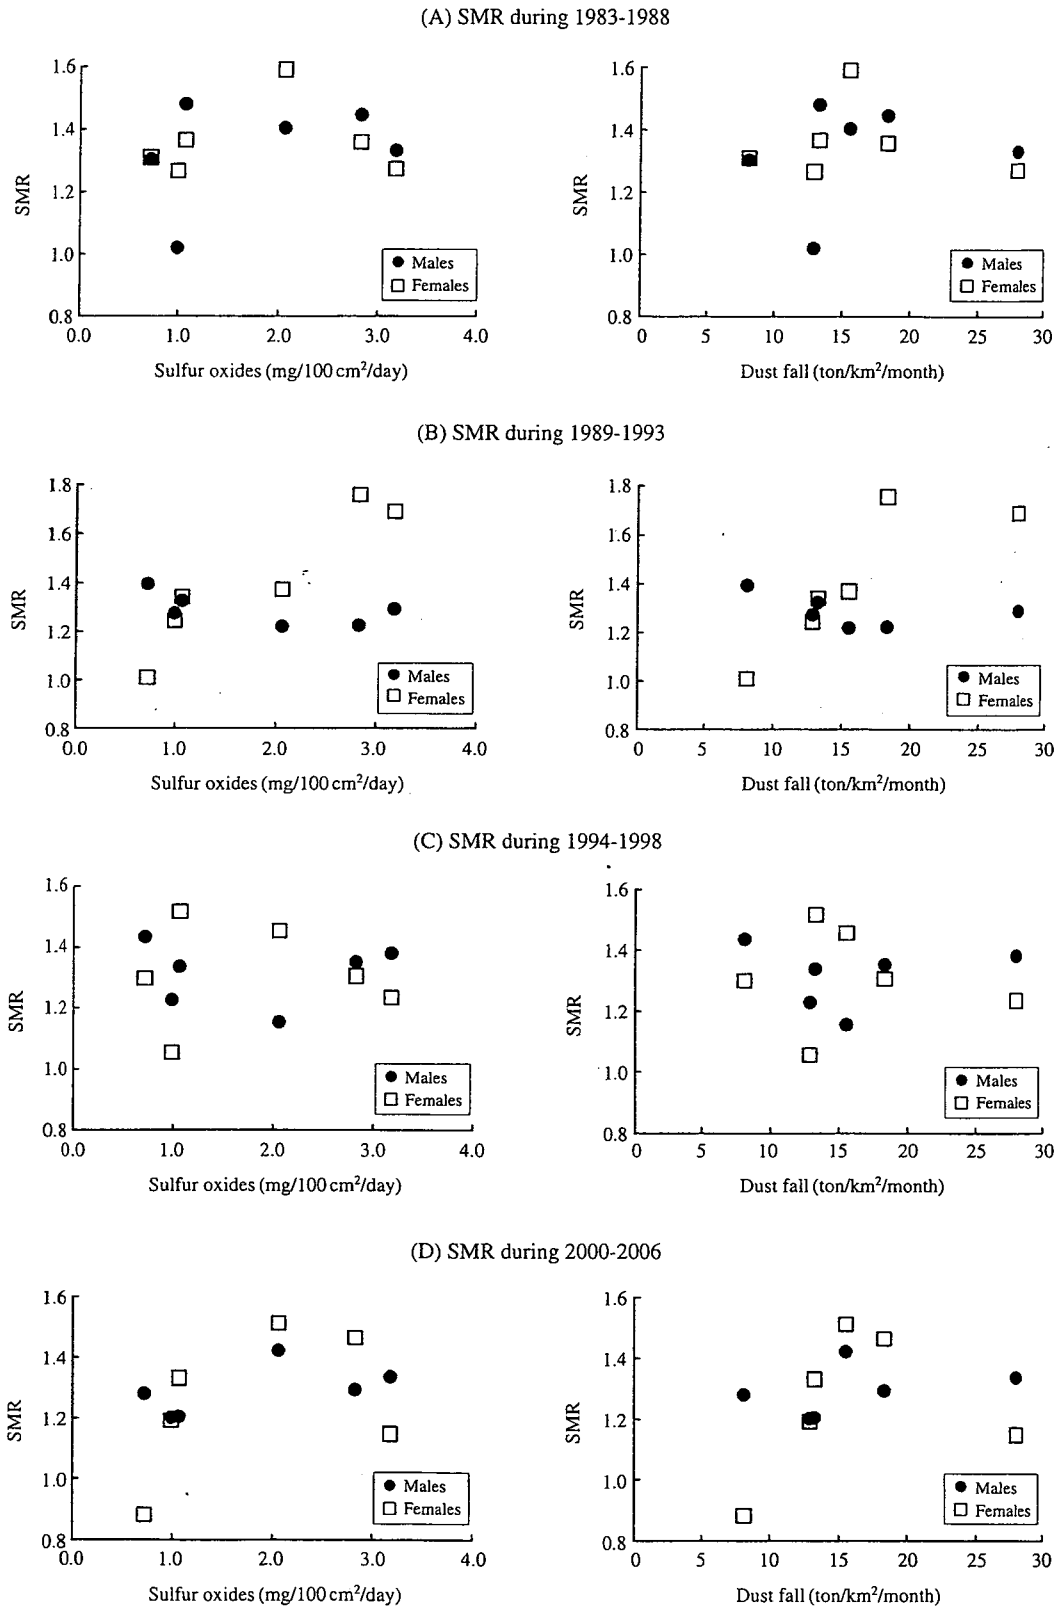 (A) SMR during 1983-1988
1.6
1.4
1.2
1.0
0.8
SMR
0.0 1.0 2.0 3.0 4.0
Sulfur oxides (mg/100 cm²/day)
Males
Females
1.6
1.4
1.2
1.0
0.8
SMR
0 5 10 15 20 25 30
Dust fall (ton/km²/month)
Males
Females
(B) SMR during 1989-1993
1.8
1.6
1.4
1.2
1.0
0.8
SMR
0.0 1.0 2.0 3.0 4.0
Sulfur oxides (mg/100 cm²/day)
Males
Females
1.8
1.6
1.4
1.2
1.0
0.8
SMR
0 5 10 15 20 25 30
Dust fall (ton/km²/month)
Males
Females
(C) SMR during 1994-1998
1.6
1.4
1.2
1.0
0.8
SMR
0.0 1.0 2.0 3.0 4.0
Sulfur oxides (mg/100 cm²/day)
Males
Females
1.6
1.4
1.2
1.0
0.8
SMR
0 5 10 15 20 25 30
Dust fall (ton/km²/month)
Males
Females
(D) SMR during 2000-2006
1.6
1.4
1.2
1.0
0.8
SMR
0.0 1.0 2.0 3.0 4.0
Sulfur oxides (mg/100 cm²/day)
Males
Females
1.6
1.4
1.2
1.0
0.8
SMR
0 5 10 15 20 25 30
Dust fall (ton/km²/month)
Males
Females